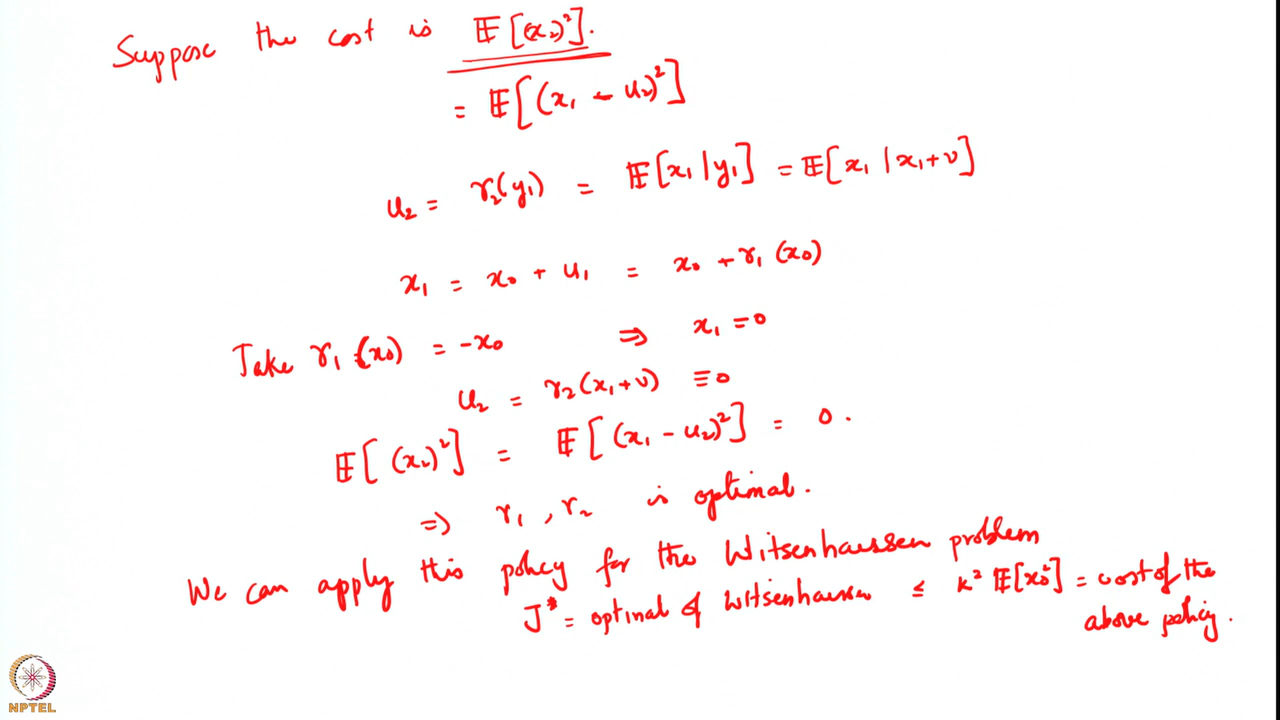 Suppose the cost is 𝔼[(x₂)²].
= 𝔼[(x₁ - u₂)²]
u₂ = γ₂(y₁) = 𝔼[x₁|y₁] = 𝔼[x₁|x₁+v]
x₁ = x₀ + u₁ = x₀ + γ₁(x₀)
Take γ₁(x₀) = -x₀ ⇒ x₁ = 0
u₂ = γ₂(x₁+v) ≡ 0
𝔼[(x₂)²] = 𝔼[(x₁ - u₂)²] = 0.
⇒ γ₁, γ₂ is optimal.
We can apply this policy for the Witsenhaussen problem
J* = optimal of Witsenhaussen ≤ k² 𝔼[x₀²] = cost of the
above policy.
NPTEL